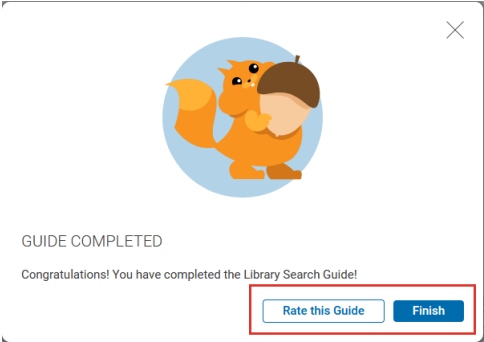 GUIDE COMPLETED
Congratulations! You have completed the Library Search Guide!
Rate this Guide
Finish